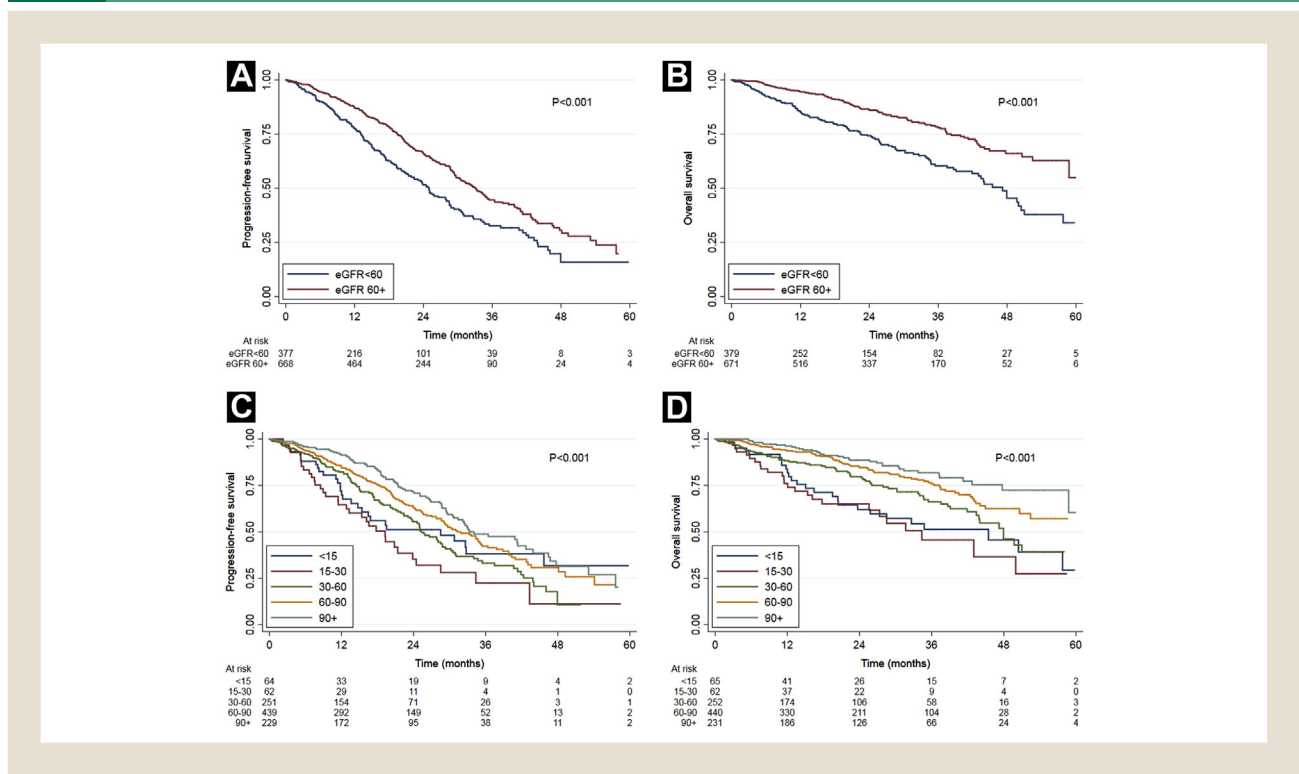 A
P<0.001
Progression-free survival
1.00
0.75
0.50
0.25
0.00
eGFR<60
eGFR 60+
0 12 24 36 48 60
Time (months)
At risk
eGFR<60 377 216 101 39 8 3
eGFR 60+ 668 464 244 90 24 4
B
P<0.001
Overall survival
1.00
0.75
0.50
0.25
0.00
eGFR<60
eGFR 60+
0 12 24 36 48 60
Time (months)
At risk
eGFR<60 379 252 154 82 27 5
eGFR 60+ 671 516 337 170 52 6
C
P<0.001
Progression-free survival
1.00
0.75
0.50
0.25
0.00
<15
15-30
30-60
60-90
90+
0 12 24 36 48 60
Time (months)
At risk
<15 64 33 19 9 4 2
15-30 62 29 11 4 1 0
30-60 251 154 71 26 3 1
60-90 439 292 149 52 13 2
90+ 229 172 95 38 11 2
D
P<0.001
Overall survival
1.00
0.75
0.50
0.25
0.00
<15
15-30
30-60
60-90
90+
0 12 24 36 48 60
Time (months)
At risk
<15 65 41 26 15 7 2
15-30 62 37 22 9 4 0
30-60 252 174 106 58 16 3
60-90 440 330 211 104 28 2
90+ 231 186 126 66 24 4